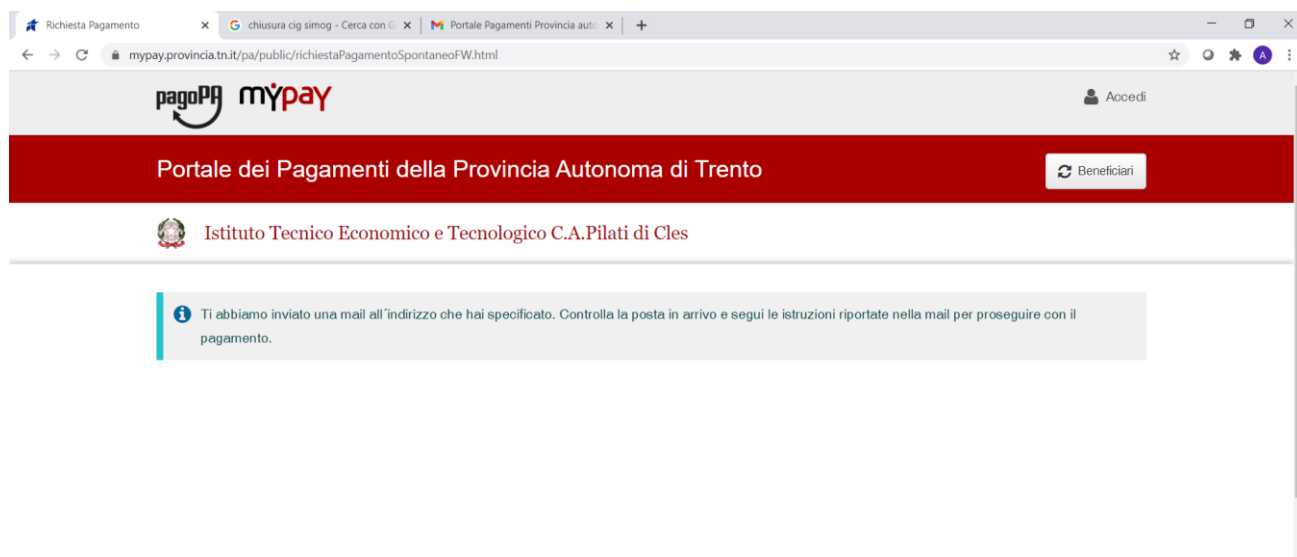 Richiesta Pagamento
chiusura cig simog - Cerca con G
Portale Pagamenti Provincia auto
mypay.provincia.tn.it/pa/public/richiestaPagamentoSpontaneoFW.html
A
pagoPA mypay
Accedi
Portale dei Pagamenti della Provincia Autonoma di Trento
Beneficiari
Istituto Tecnico Economico e Tecnologico C.A.Pilati di Cles
Ti abbiamo inviato una mail all´indirizzo che hai specificato. Controlla la posta in arrivo e segui le istruzioni riportate nella mail per proseguire con il
pagamento.